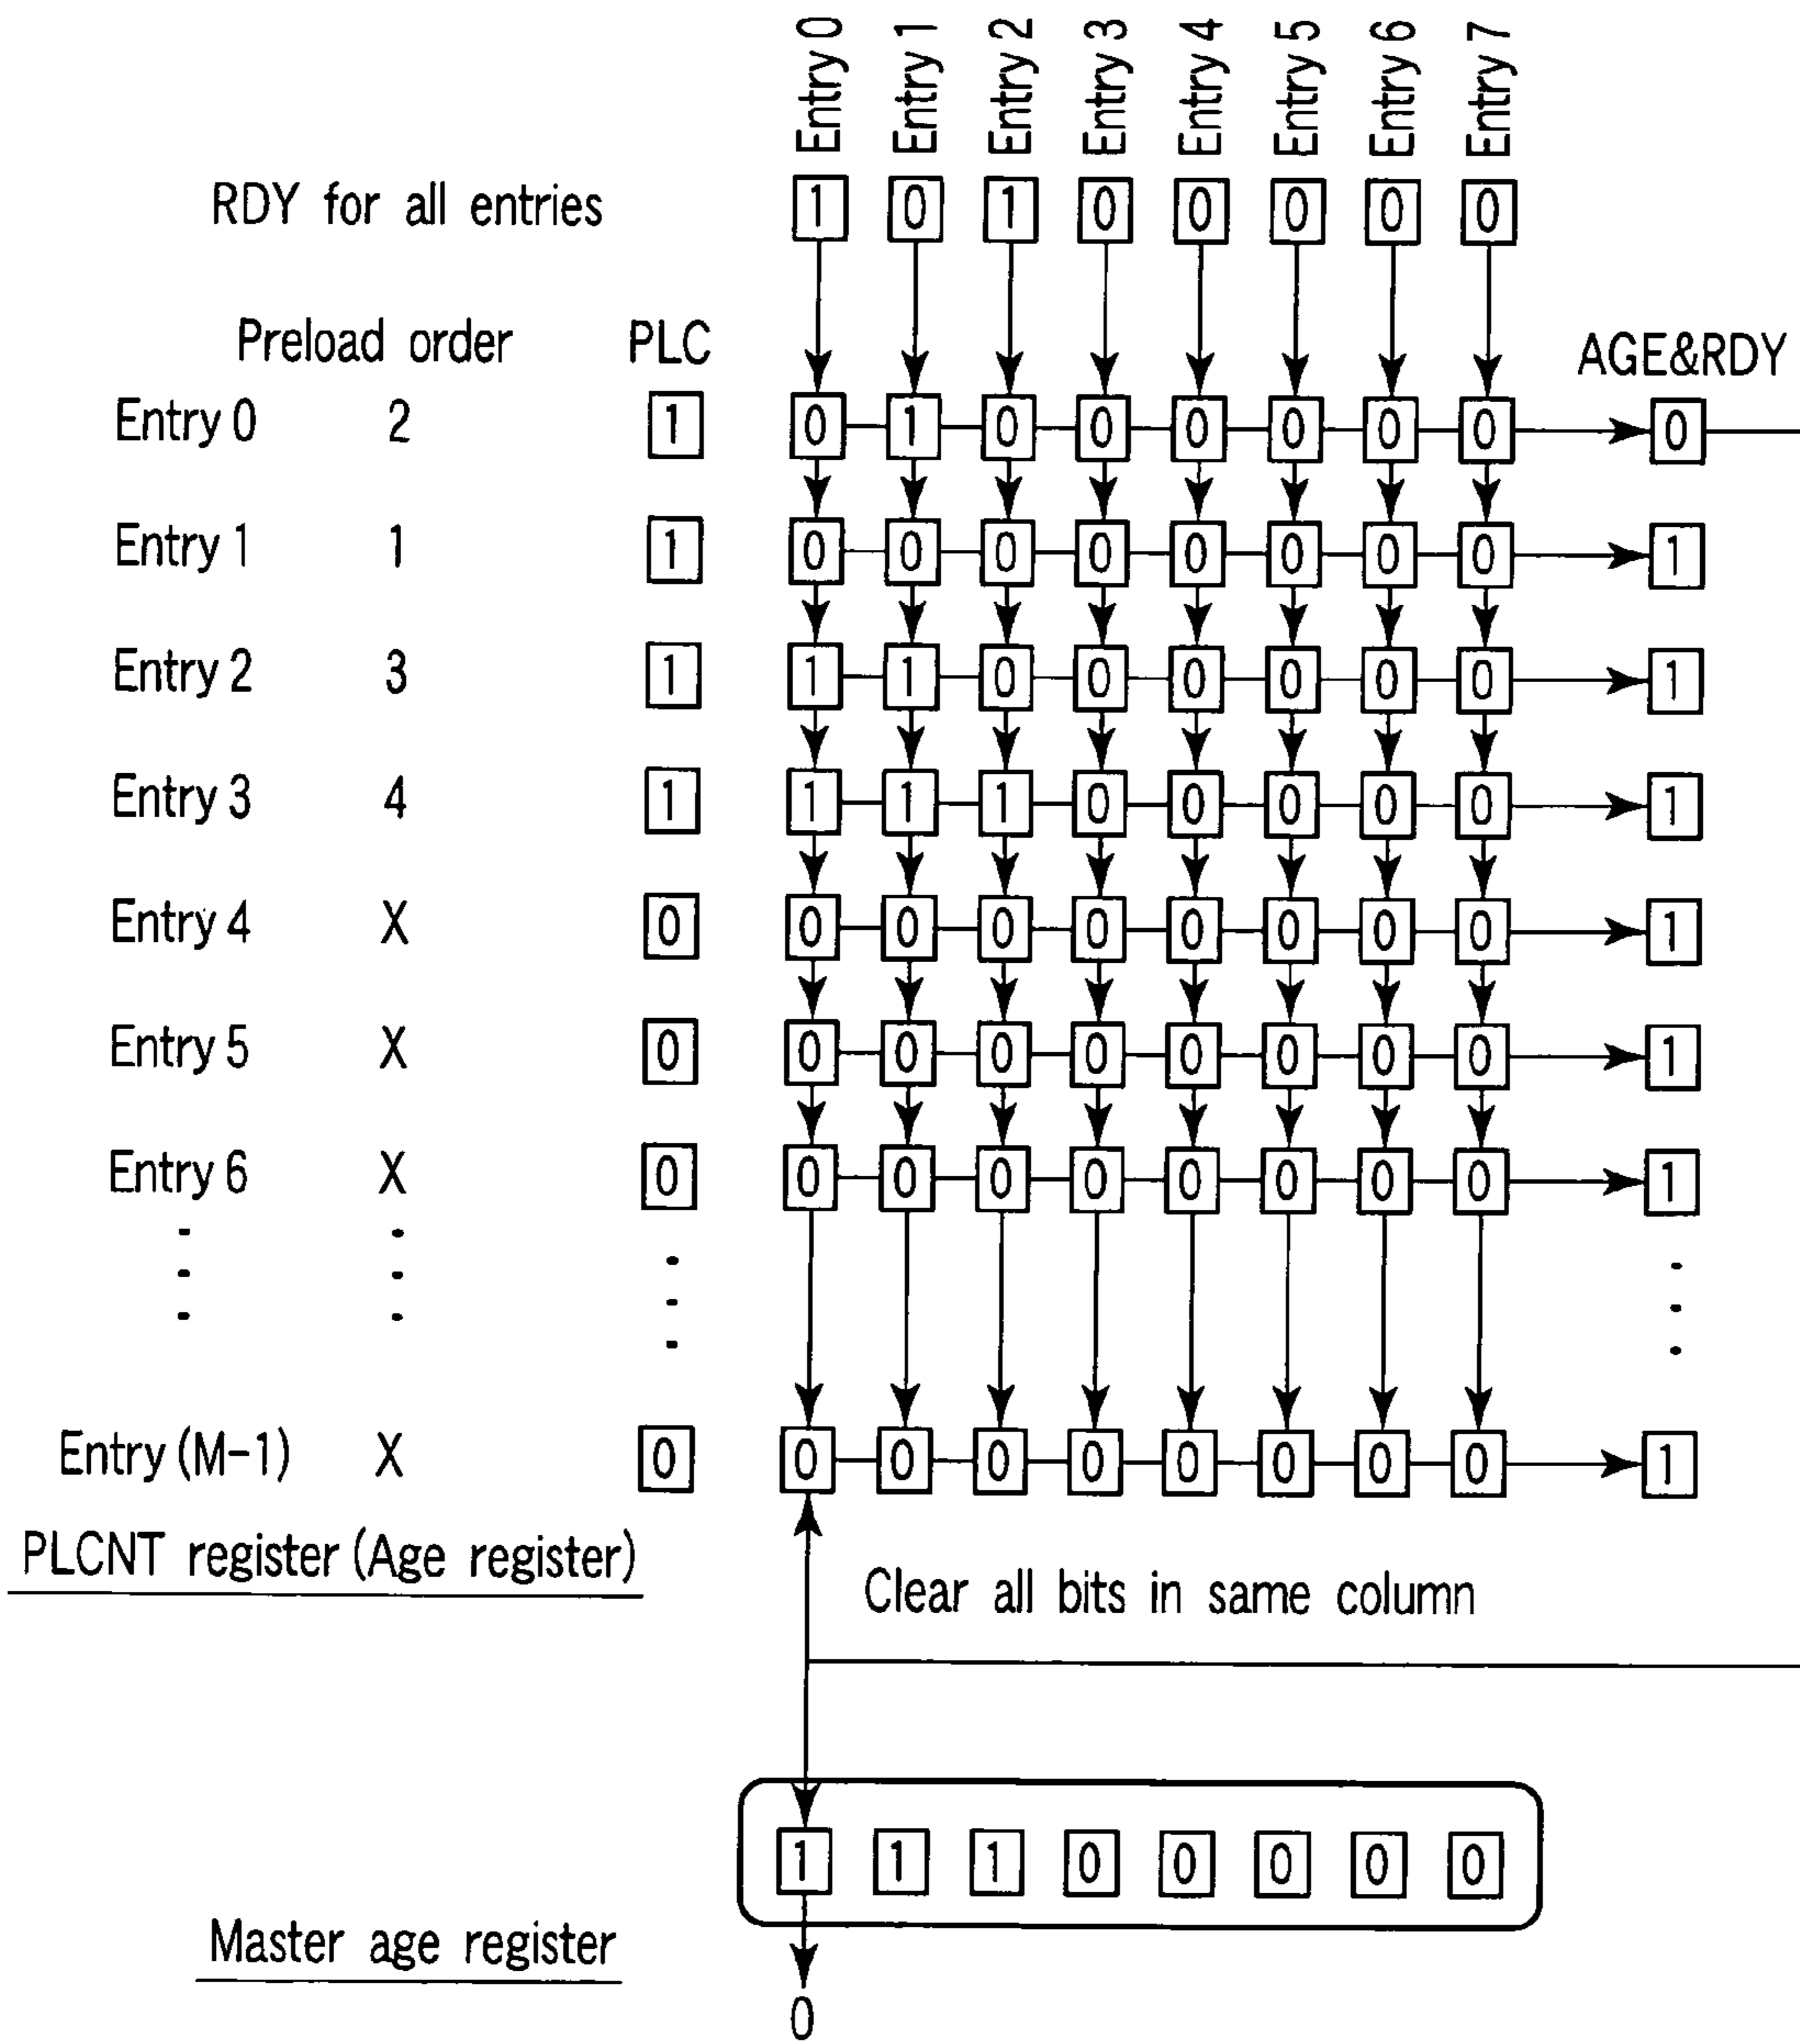 Entry 0 Entry 1 Entry 2 Entry 3 Entry 4 Entry 5 Entry 6 Entry 7
RDY for all entries 1 0 1 0 0 0 0 0
Preload order PLC AGE&RDY
Entry 0 2 1 0 1 0 0 0 0 0 0 0
Entry 1 1 1 0 0 0 0 0 0 0 0 1
Entry 2 3 1 1 1 0 0 0 0 0 0 1
Entry 3 4 1 1 1 1 0 0 0 0 0 1
Entry 4 X 0 0 0 0 0 0 0 0 0 1
Entry 5 X 0 0 0 0 0 0 0 0 0 1
Entry 6 X 0 0 0 0 0 0 0 0 0 1
Entry (M-1) X 0 0 0 0 0 0 0 0 0 1
PLCNT register (Age register)
Clear all bits in same column
1 1 1 0 0 0 0 0
Master age register
0